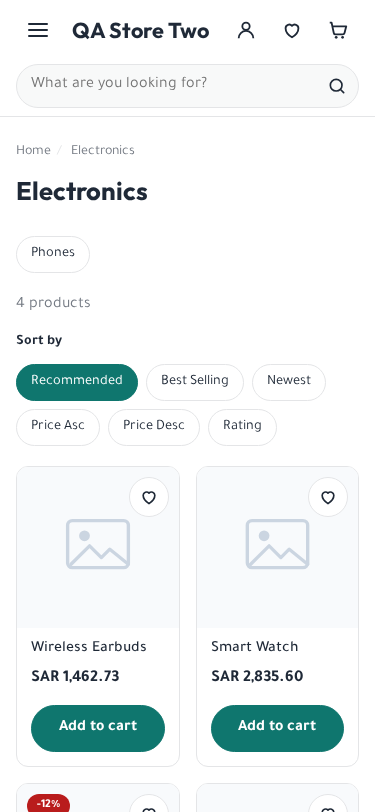 QA Store Two
What are you looking for?
Home / Electronics
Electronics
Phones
4 products
Sort by
Recommended Best Selling Newest
Price Asc Price Desc Rating
Wireless Earbuds
SAR 1,462.73
Add to cart
Smart Watch
SAR 2,835.60
Add to cart
-12%